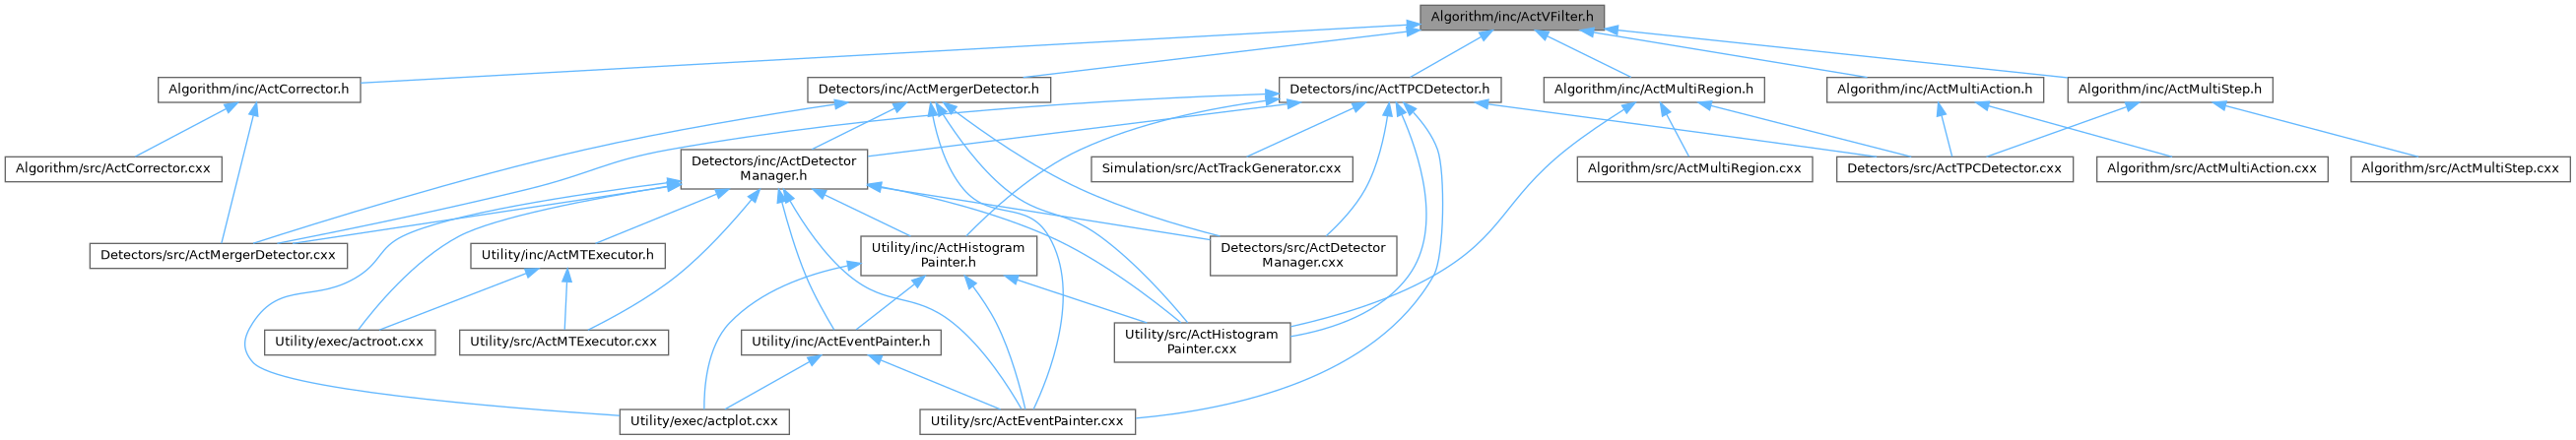 Algorithm/inc/ActVFilter.h
Algorithm/inc/ActCorrector.h
Detectors/inc/ActMergerDetector.h
Detectors/inc/ActTPCDetector.h
Algorithm/inc/ActMultiRegion.h
Algorithm/inc/ActMultiAction.h
Algorithm/inc/ActMultiStep.h
Algorithm/src/ActCorrector.cxx
Detectors/inc/ActDetector
Manager.h
Simulation/src/ActTrackGenerator.cxx
Algorithm/src/ActMultiRegion.cxx
Detectors/src/ActTPCDetector.cxx
Algorithm/src/ActMultiAction.cxx
Algorithm/src/ActMultiStep.cxx
Detectors/src/ActMergerDetector.cxx
Utility/inc/ActMTExecutor.h
Utility/inc/ActHistogram
Painter.h
Detectors/src/ActDetector
Manager.cxx
Utility/exec/actroot.cxx
Utility/src/ActMTExecutor.cxx
Utility/inc/ActEventPainter.h
Utility/src/ActHistogram
Painter.cxx
Utility/exec/actplot.cxx
Utility/src/ActEventPainter.cxx